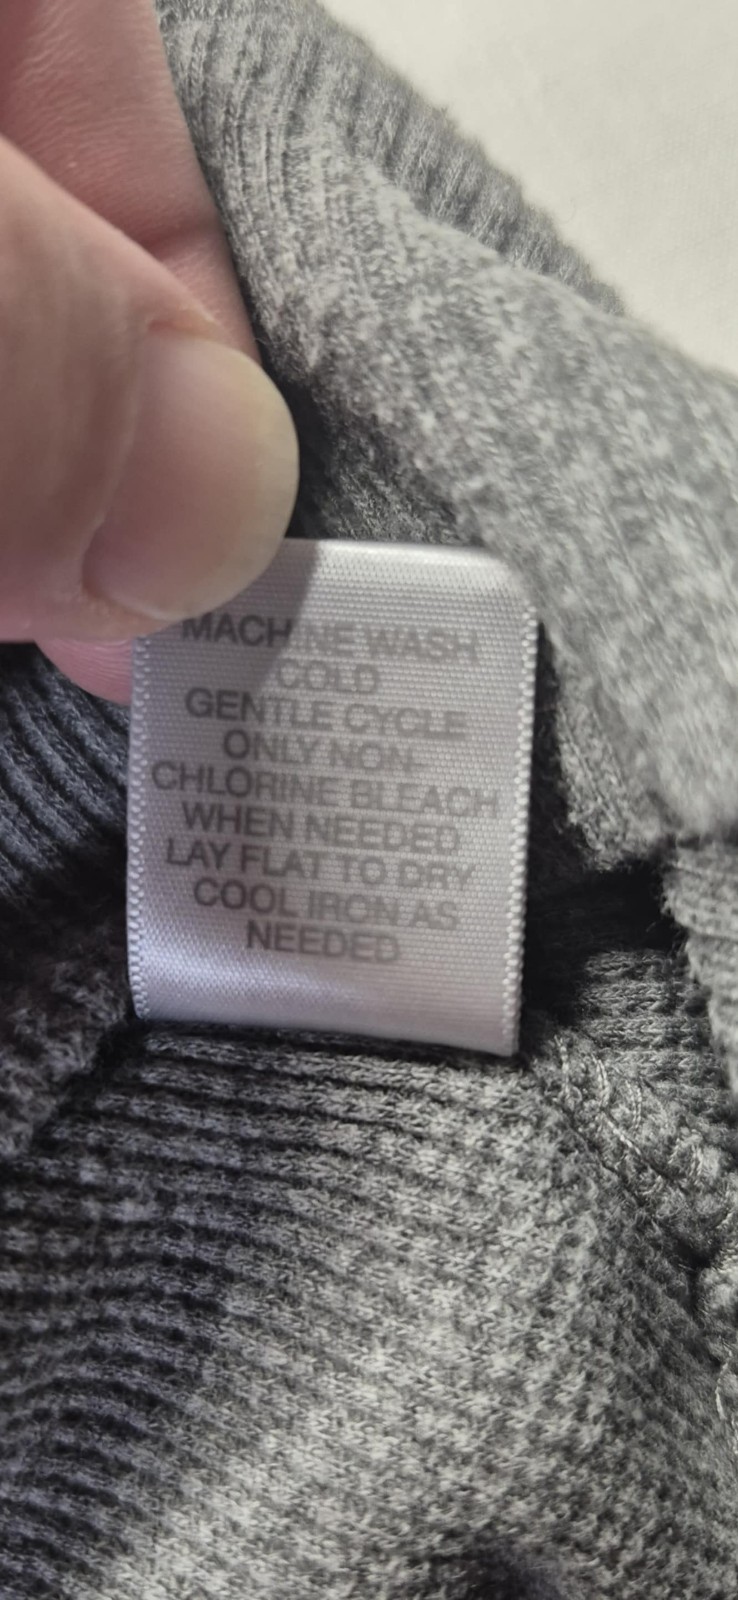 MACHINE WASH
COLD
GENTLE CYCLE
ONLY NON-
CHLORINE BLEACH
WHEN NEEDED
LAY FLAT TO DRY
COOL IRON AS
NEEDED